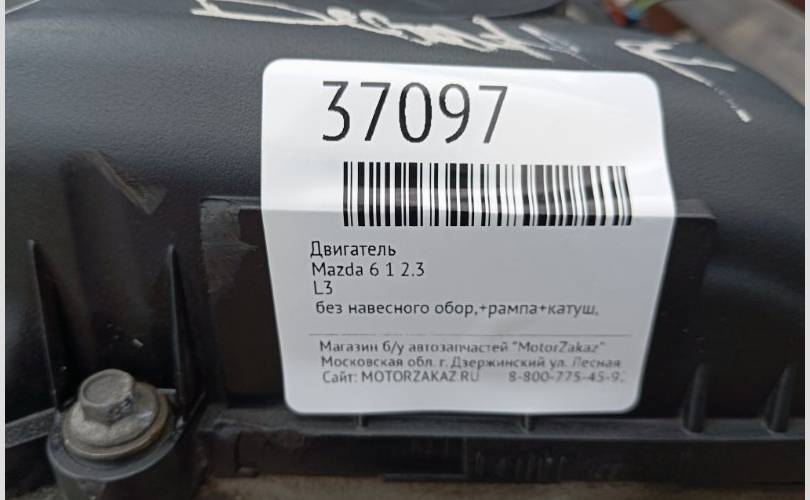 37097
Двигатель
Mazda 6 1 2.3
L3
без навесного обор,+рампа+катуш,
Магазин б/у автозапчастей "MotorZakaz"
Московская обл. г. Дзержинский ул. Лесная
Сайт: MOTORZAKAZ.RU 8-800-775-45-9